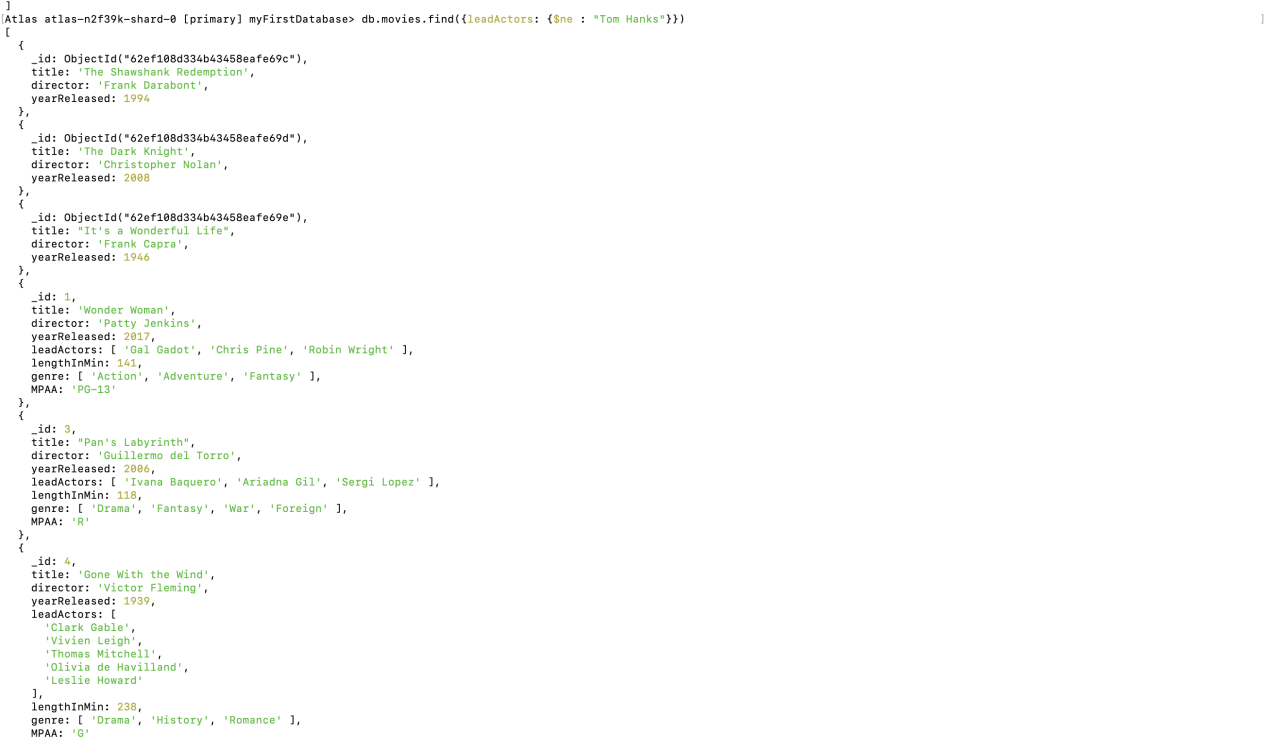 ]
[Atlas atlas-n2f39k-shard-0 [primary] myFirstDatabase> db.movies.find({leadActors: {$ne : "Tom Hanks"}}) ]
[
  {
    _id: ObjectId("62ef108d334b43458eafe69c"),
    title: 'The Shawshank Redemption',
    director: 'Frank Darabont',
    yearReleased: 1994
  },
  {
    _id: ObjectId("62ef108d334b43458eafe69d"),
    title: 'The Dark Knight',
    director: 'Christopher Nolan',
    yearReleased: 2008
  },
  {
    _id: ObjectId("62ef108d334b43458eafe69e"),
    title: "It's a Wonderful Life",
    director: 'Frank Capra',
    yearReleased: 1946
  },
  {
    _id: 1,
    title: 'Wonder Woman',
    director: 'Patty Jenkins',
    yearReleased: 2017,
    leadActors: [ 'Gal Gadot', 'Chris Pine', 'Robin Wright' ],
    lengthInMin: 141,
    genre: [ 'Action', 'Adventure', 'Fantasy' ],
    MPAA: 'PG-13'
  },
  {
    _id: 3,
    title: "Pan's Labyrinth",
    director: 'Guillermo del Torro',
    yearReleased: 2006,
    leadActors: [ 'Ivana Baquero', 'Ariadna Gil', 'Sergi Lopez' ],
    lengthInMin: 118,
    genre: [ 'Drama', 'Fantasy', 'War', 'Foreign' ],
    MPAA: 'R'
  },
  {
    _id: 4,
    title: 'Gone With the Wind',
    director: 'Victor Fleming',
    yearReleased: 1939,
    leadActors: [
      'Clark Gable',
      'Vivien Leigh',
      'Thomas Mitchell',
      'Olivia de Havilland',
      'Leslie Howard'
    ],
    lengthInMin: 238,
    genre: [ 'Drama', 'History', 'Romance' ],
    MPAA: 'G'